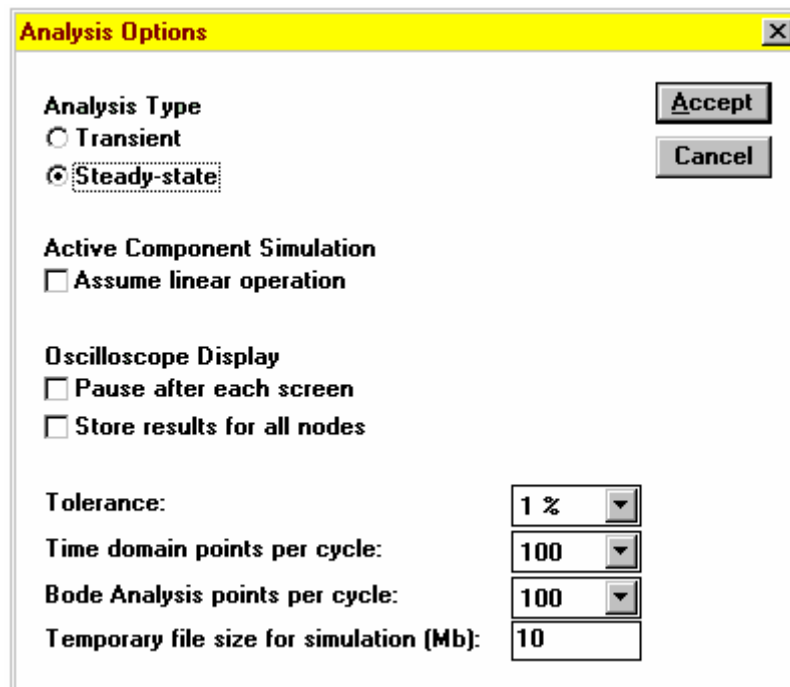 Analysis Options
Analysis Type
Accept
Transient
Steady-state
Cancel
Active Component Simulation
Assume linear operation
Oscilloscope Display
Pause after each screen
Store results for all nodes
Tolerance: 1 %
Time domain points per cycle: 100
Bode Analysis points per cycle: 100
Temporary file size for simulation (Mb): 10